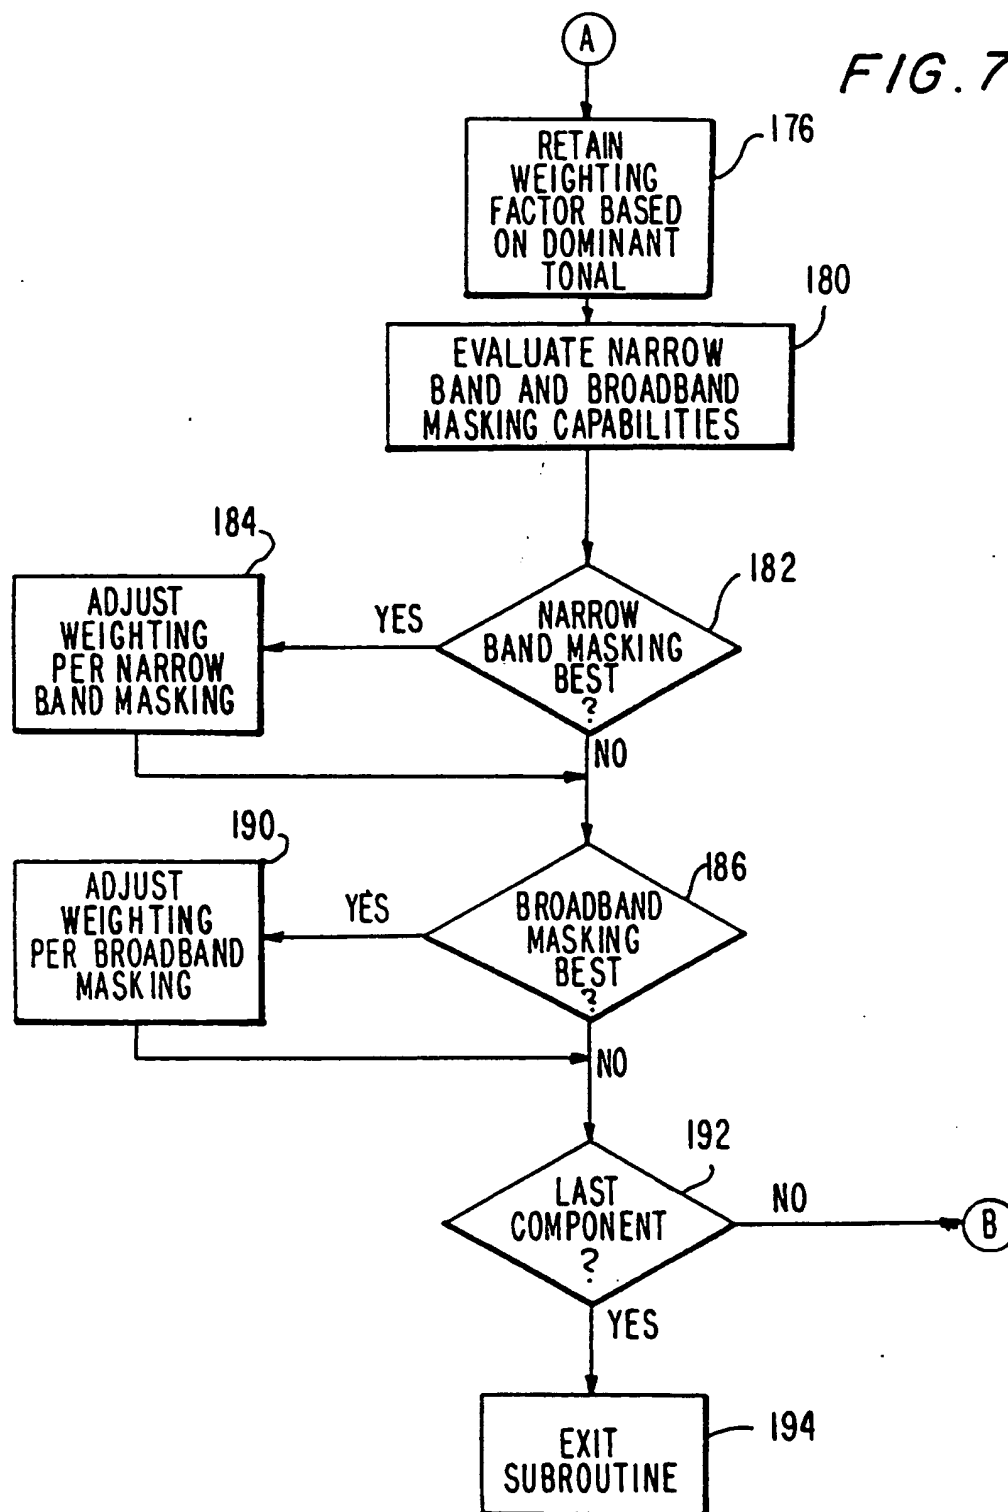 A
FIG. 7
176
RETAIN
WEIGHTING
FACTOR BASED
ON DOMINANT
TONAL
180
EVALUATE NARROW
BAND AND BROADBAND
MASKING CAPABILITIES
184
ADJUST
WEIGHTING
PER NARROW
BAND MASKING
YES
182
NARROW
BAND MASKING
BEST
?
NO
190
ADJUST
WEIGHTING
PER BROADBAND
MASKING
YES
186
BROADBAND
MASKING
BEST
?
NO
192
LAST
COMPONENT
?
NO
B
YES
194
EXIT
SUBROUTINE